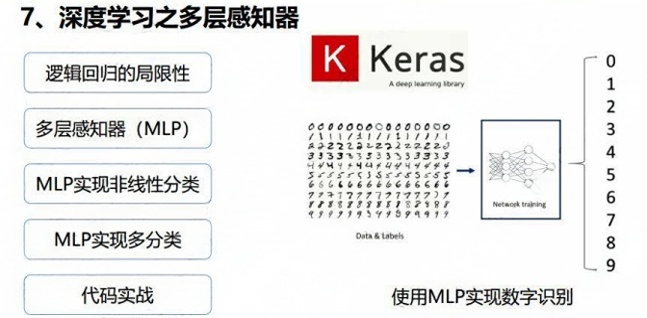 7、深度学习之多层感知器
逻辑回归的局限性
多层感知器（MLP）
MLP实现非线性分类
MLP实现多分类
代码实战
K Keras
A deep learning library
Data & Labels
Network training
0
1
2
3
4
5
6
7
8
9
使用MLP实现数字识别